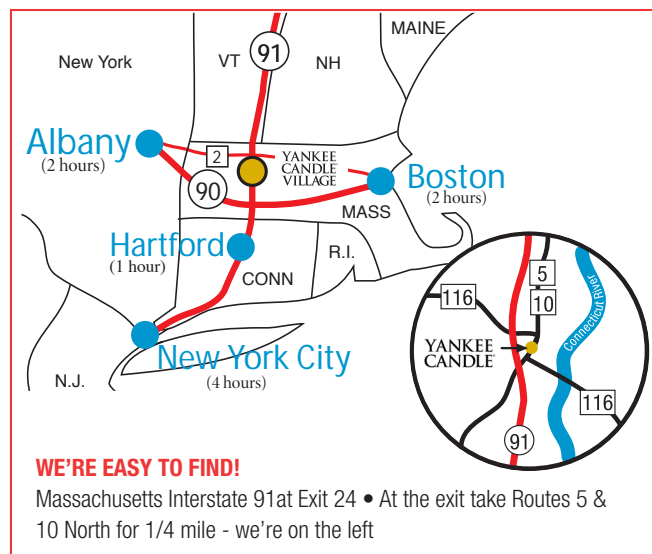 MAINE
91
New York
VT
NH
Albany
(2 hours)
2
YANKEE
CANDLE
VILLAGE
90
Boston
(2 hours)
MASS
Hartford
(1 hour)
R.I.
CONN
5
116
10
Connecticut River
YANKEE
CANDLE
New York City
(4 hours)
N.J.
116
91
WE'RE EASY TO FIND!
Massachusetts Interstate 91at Exit 24 • At the exit take Routes 5 &
10 North for 1/4 mile - we're on the left